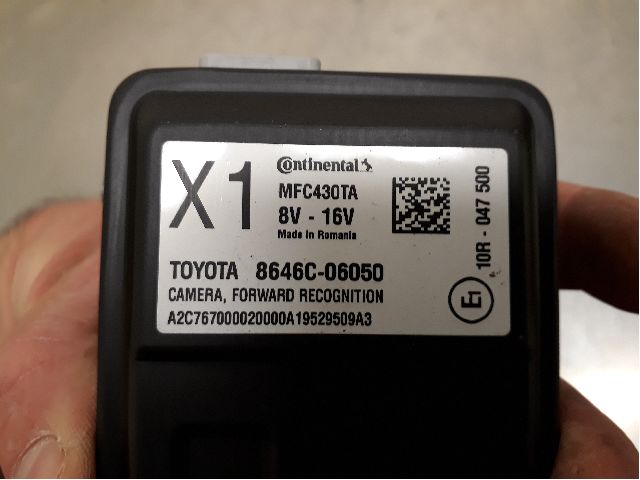 X1
Continental
MFC430TA
8V - 16V
Made in Romania
TOYOTA 8646C-06050
CAMERA, FORWARD RECOGNITION
A2C767000020000A19529509A3
10R - 047 500
E1